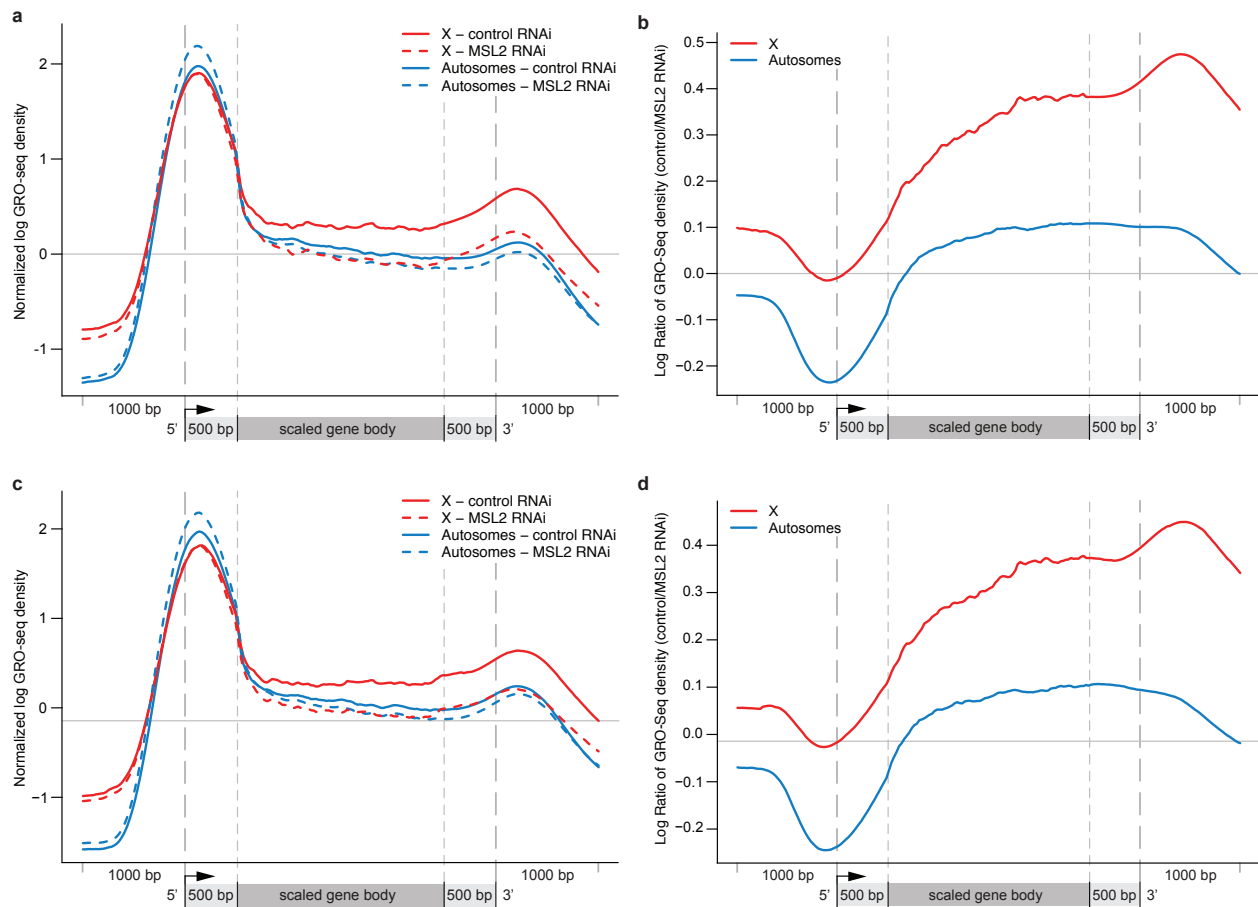 a
Normalized log GRO-seq density
2
1
0
−1
X – control RNAi
X – MSL2 RNAi
Autosomes – control RNAi
Autosomes – MSL2 RNAi
1000 bp
1000 bp
5’
500 bp
scaled gene body
500 bp
3’
b
Log Ratio of GRO-Seq density (control/MSL2 RNAi)
0.5
0.4
0.3
0.2
0.1
0.0
−0.1
−0.2
X
Autosomes
1000 bp
1000 bp
5’
500 bp
scaled gene body
500 bp
3’
c
Normalized log GRO-seq density
2
1
0
−1
X – control RNAi
X – MSL2 RNAi
Autosomes – control RNAi
Autosomes – MSL2 RNAi
1000 bp
1000 bp
5’
500 bp
scaled gene body
500 bp
3’
d
Log Ratio of GRO-Seq density (control/MSL2 RNAi)
0.4
0.3
0.2
0.1
0.0
−0.1
−0.2
X
Autosomes
1000 bp
1000 bp
5’
500 bp
scaled gene body
500 bp
3’